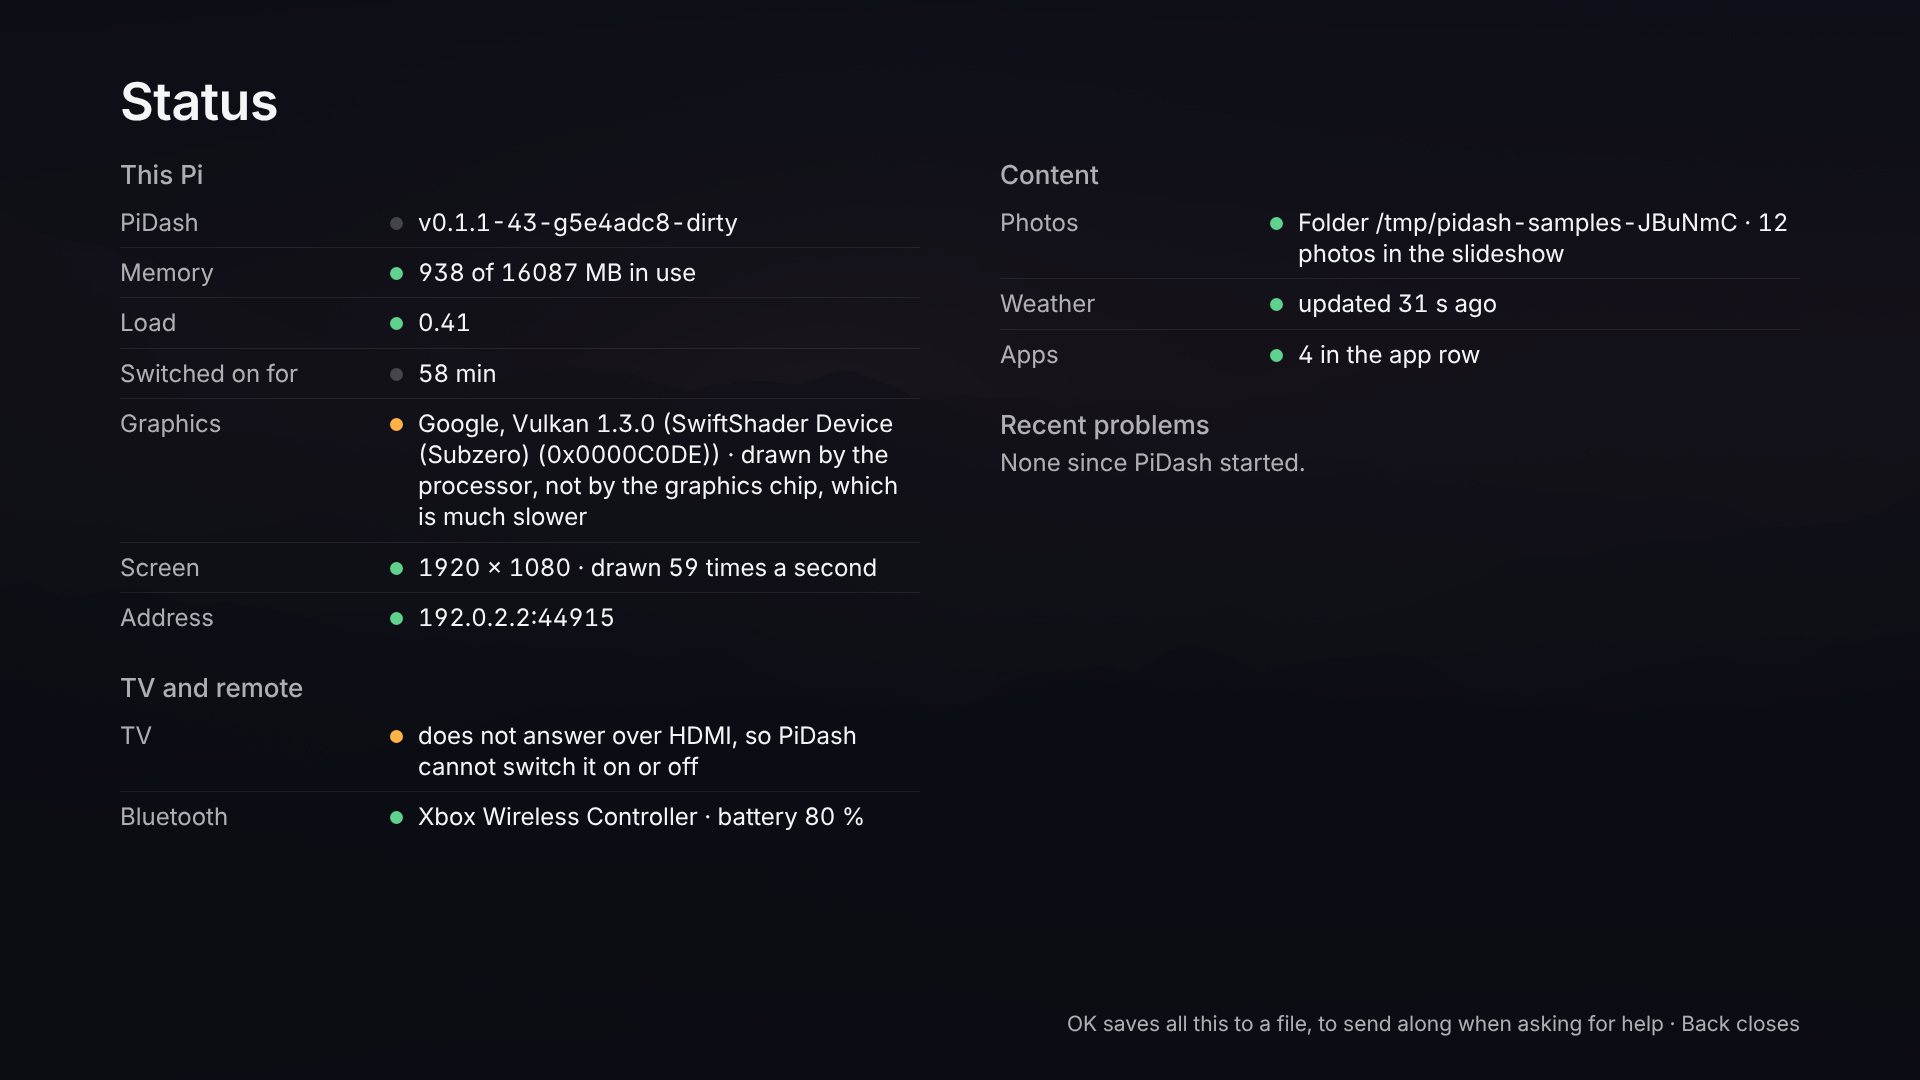 Status
This Pi
PiDash
v0.1.1-43-g5e4adc8-dirty
Memory
938 of 16087 MB in use
Load
0.41
Switched on for
58 min
Graphics
Google, Vulkan 1.3.0 (SwiftShader Device
(Subzero) (0x0000C0DE)) · drawn by the
processor, not by the graphics chip, which
is much slower
Screen
1920 × 1080 · drawn 59 times a second
Address
192.0.2.2:44915
TV and remote
TV
does not answer over HDMI, so PiDash
cannot switch it on or off
Bluetooth
Xbox Wireless Controller · battery 80 %
Content
Photos
Folder /tmp/pidash-samples-JBuNmC · 12
photos in the slideshow
Weather
updated 31 s ago
Apps
4 in the app row
Recent problems
None since PiDash started.
OK saves all this to a file, to send along when asking for help · Back closes